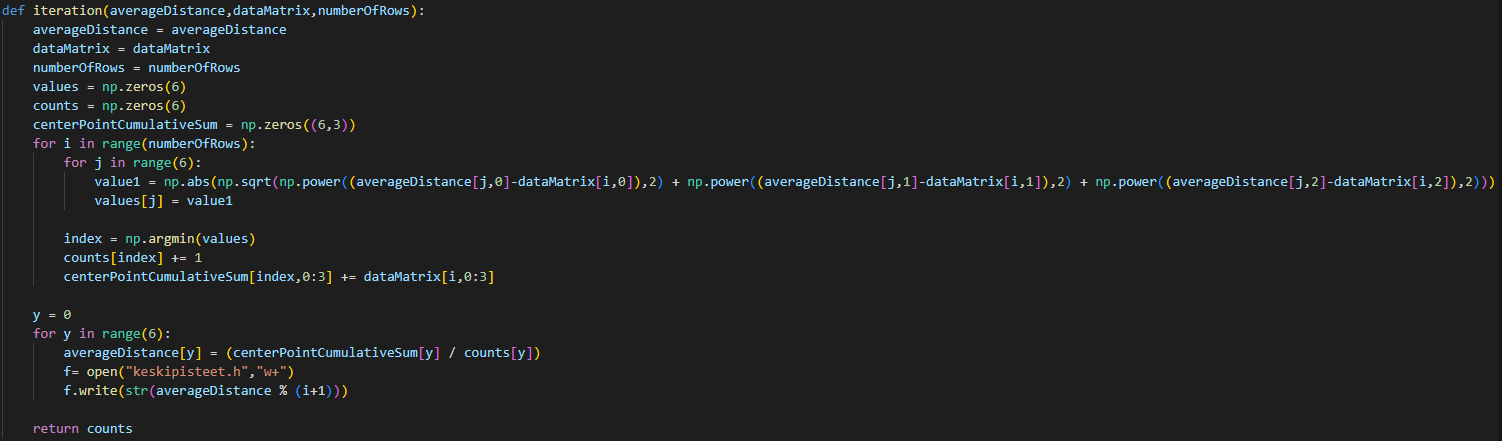 def iteration(averageDistance,dataMatrix,numberOfRows):
    averageDistance = averageDistance
    dataMatrix = dataMatrix
    numberOfRows = numberOfRows
    values = np.zeros(6)
    counts = np.zeros(6)
    centerPointCumulativeSum = np.zeros((6,3))
    for i in range(numberOfRows):
        for j in range(6):
            value1 = np.abs(np.sqrt(np.power((averageDistance[j,0]-dataMatrix[i,0]),2) + np.power((averageDistance[j,1]-dataMatrix[i,1]),2) + np.power((averageDistance[j,2]-dataMatrix[i,2]),2)))
            values[j] = value1

        index = np.argmin(values)
        counts[index] += 1
        centerPointCumulativeSum[index,0:3] += dataMatrix[i,0:3]

    y = 0
    for y in range(6):
        averageDistance[y] = (centerPointCumulativeSum[y] / counts[y])
        f= open("keskipisteet.h","w+")
        f.write(str(averageDistance % (i+1)))

    return counts